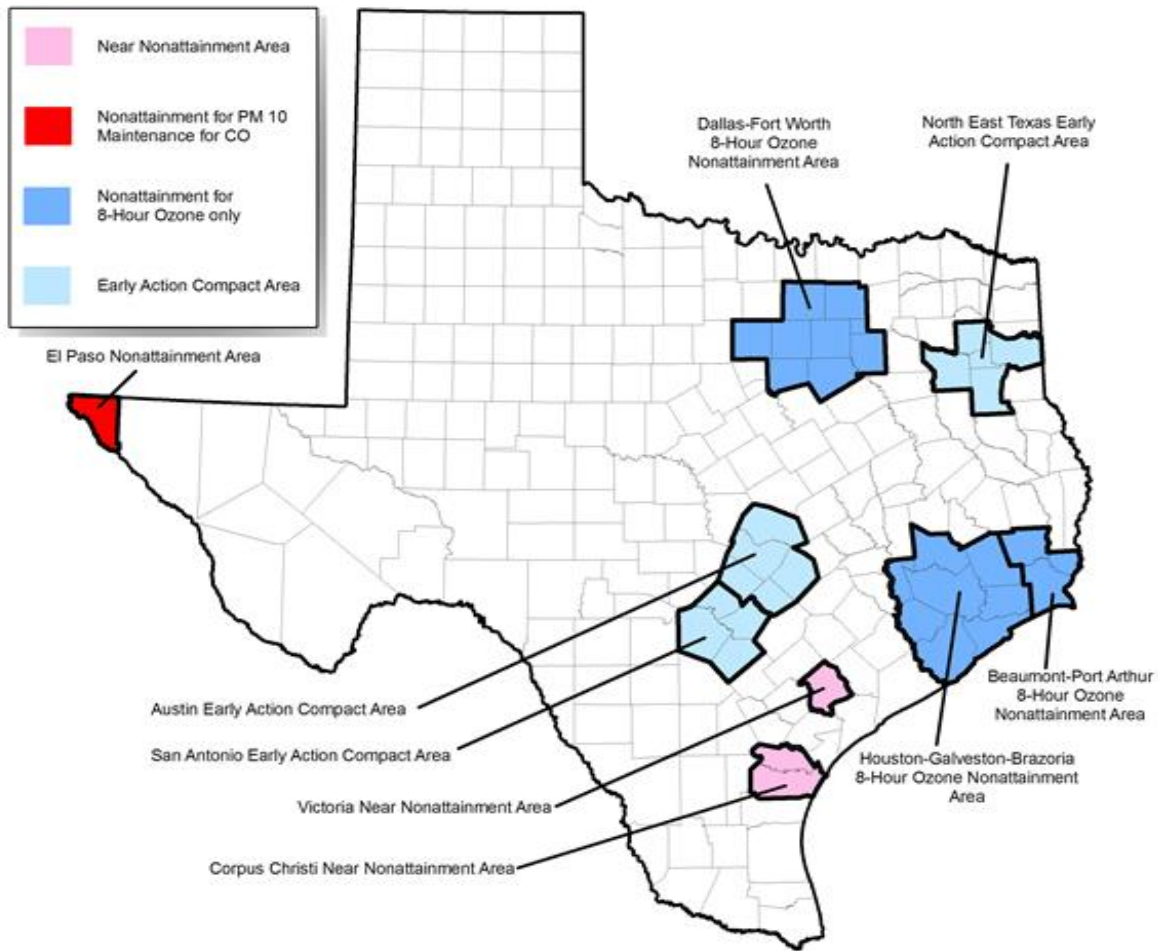 Near Nonattainment Area
Nonattainment for PM 10
Maintenance for CO
Nonattainment for
8-Hour Ozone only
Early Action Compact Area
Dallas-Fort Worth
8-Hour Ozone
Nonattainment Area
North East Texas Early
Action Compact Area
El Paso Nonattainment Area
Austin Early Action Compact Area
San Antonio Early Action Compact Area
Victoria Near Nonattainment Area
Corpus Christi Near Nonattainment Area
Beaumont-Port Arthur
8-Hour Ozone
Nonattainment Area
Houston-Galveston-Brazoria
8-Hour Ozone Nonattainment
Area